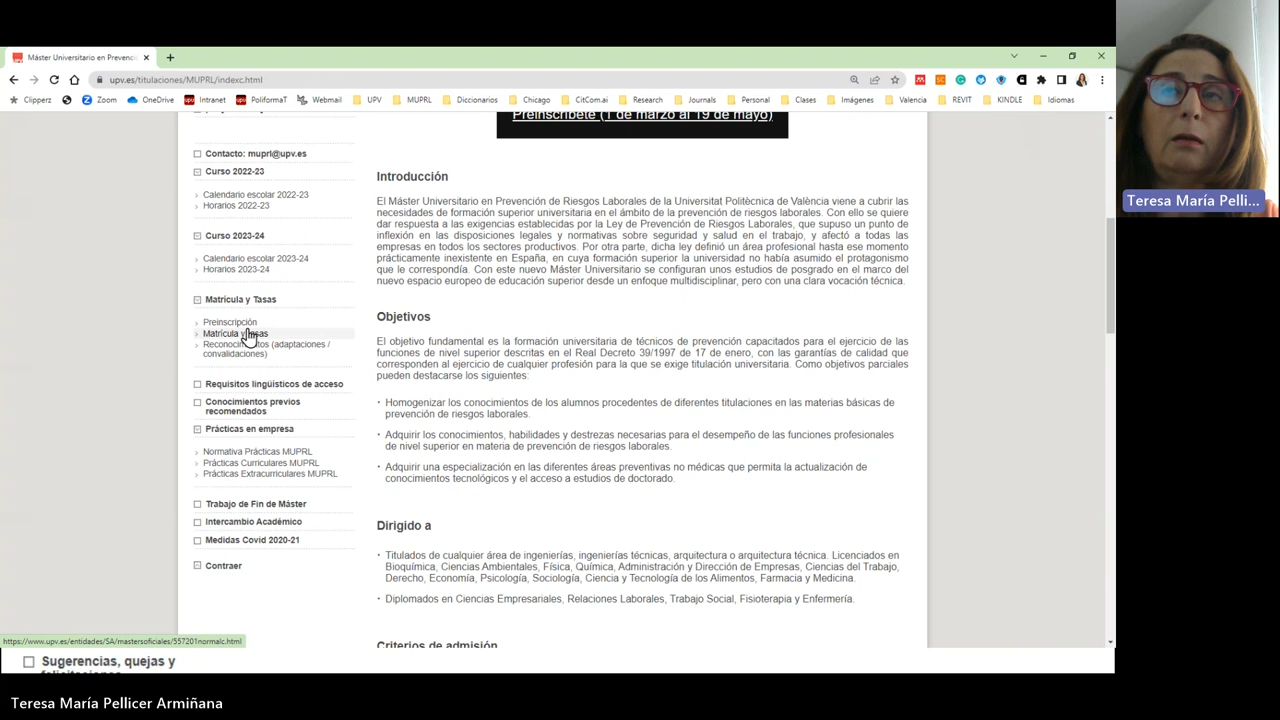 Máster Universitario en Prevenci
upv.es/titulaciones/MUPRL/indexc.html
Clipperz
Zoom
OneDrive
Intranet
PoliformaT
Webmail
UPV
MUPRL
Diccionarios
Chicago
CitCom.ai
Research
Journals
Personal
Clases
Imágenes
Valencia
REVIT
KINDLE
Idiomas
Contacto: muprl@upv.es
Curso 2022-23
Calendario escolar 2022-23
Horarios 2022-23
Curso 2023-24
Calendario escolar 2023-24
Horarios 2023-24
Matrícula y Tasas
Preinscripción
Matrícula y Tasas
(adaptaciones /
convalidaciones)
Requisitos lingüísticos de acceso
Conocimientos previos
recomendados
Prácticas en empresa
Normativa Prácticas MUPRL
Prácticas Curriculares MUPRL
Prácticas Extracurriculares MUPRL
Trabajo de Fin de Máster
Intercambio Académico
Medidas Covid 2020-21
Contraer
Preinscríbete (1 de marzo al 19 de mayo)
Introducción
El Máster Universitario en Prevención de Riesgos Laborales de la Universitat Politècnica de València viene a cubrir las
necesidades de formación superior universitaria en el ámbito de la prevención de riesgos laborales. Con ello se quiere
dar respuesta a las exigencias establecidas por la Ley de Prevención de Riesgos Laborales, que supuso un punto de
inflexión en las disposiciones legales y normativas sobre seguridad y salud en el trabajo, y afectó a todas las
empresas en todos los sectores productivos. Por otra parte, dicha ley definió un área profesional hasta ese momento
prácticamente inexistente en España, en cuya formación superior la universidad no había asumido el protagonismo
que le correspondía. Con este nuevo Máster Universitario se configuran unos estudios de posgrado en el marco del
nuevo espacio europeo de educación superior desde un enfoque multidisciplinar, pero con una clara vocación técnica.
Objetivos
El objetivo fundamental es la formación universitaria de técnicos de prevención capacitados para el ejercicio de las
funciones de nivel superior descritas en el Real Decreto 39/1997 de 17 de enero, con las garantías de calidad que
corresponden al ejercicio de cualquier profesión para la que se exige titulación universitaria. Como objetivos parciales
pueden destacarse los siguientes:
• Homogenizar los conocimientos de los alumnos procedentes de diferentes titulaciones en las materias básicas de
prevención de riesgos laborales.
• Adquirir los conocimientos, habilidades y destrezas necesarias para el desempeño de las funciones profesionales
de nivel superior en materia de prevención de riesgos laborales.
• Adquirir una especialización en las diferentes áreas preventivas no médicas que permita la actualización de
conocimientos tecnológicos y el acceso a estudios de doctorado.
Dirigido a
• Titulados de cualquier área de ingenierías, ingenierías técnicas, arquitectura o arquitectura técnica. Licenciados en
Bioquímica, Ciencias Ambientales, Física, Química, Administración y Dirección de Empresas, Ciencias del Trabajo,
Derecho, Economía, Psicología, Sociología, Ciencia y Tecnología de los Alimentos, Farmacia y Medicina.
• Diplomados en Ciencias Empresariales, Relaciones Laborales, Trabajo Social, Fisioterapia y Enfermería.
Criterios de admisión
https://www.upv.es/entidades/SA/mastersoficiales/557201normalc.html
Sugerencias, quejas y
felicitaciones
Teresa María Pelli...
Teresa María Pellicer Armiñana